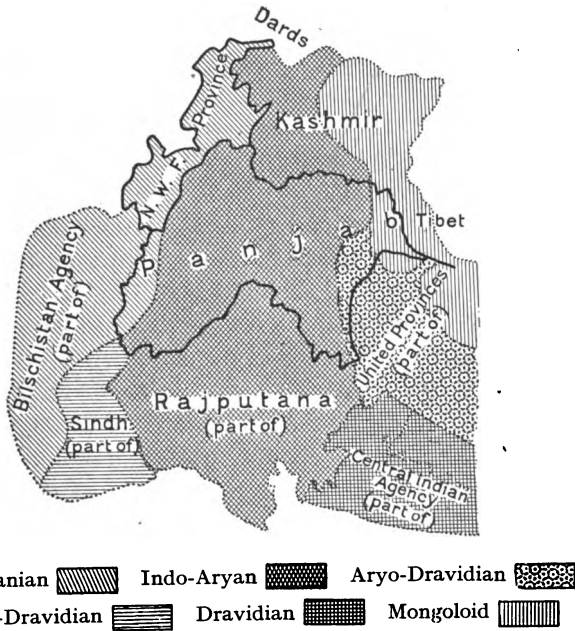 Dards
Province
Kashmir
N. W. F.
Panjab
Tibet
Blischistan Agency
(part of)
United Provinces
(part of)
Rajputana
(part of)
Sindh
(part of)
Central Indian
Agency
(part of)
anian Indo-Aryan Aryo-Dravidian
-Dravidian Dravidian Mongoloid